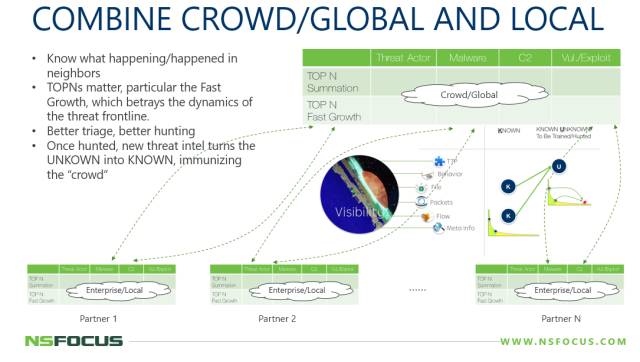 COMBINE CROWD/GLOBAL AND LOCAL
• Know what happening/happened in
neighbors
• TOPNs matter, particular the Fast
Growth, which betrays the dynamics of
the threat frontline.
• Better triage, better hunting
• Once hunted, new threat intel turns the
UNKOWN into KNOWN, immunizing
the “crowd”
Threat Actor Malware C2 Vul./Exploit
TOP N
Summation
TOP N
Fast Growth
Crowd/Global
KNOWN
KNOWN UNKNOWN
To Be Trained/Hunted
Visibility
TTP
Behavior
File
Packets
Flow
Meta Info
U
K
K
Threat Actor Malware C2 Vul./Exploit
TOP N
Summation
TOP N
Fast Growth
Enterprise/Local
Partner 1
Threat Actor Malware C2 Vul./Exploit
TOP N
Summation
TOP N
Fast Growth
Enterprise/Local
Partner 2
......
Threat Actor Malware C2 Vul./Exploit
TOP N
Summation
TOP N
Fast Growth
Enterprise/Local
Partner N
NSFOCUS
WWW.NSFOCUS.COM